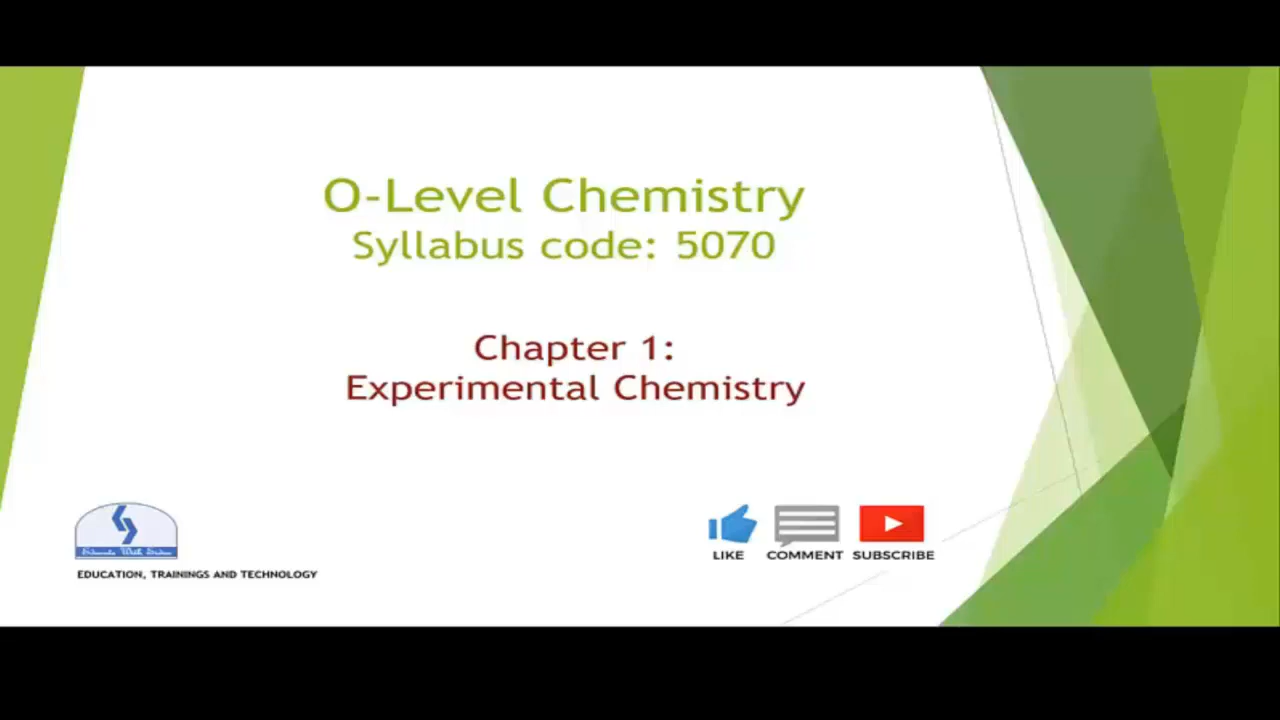 O-Level Chemistry
Syllabus code: 5070
Chapter 1:
Experimental Chemistry
EDUCATION, TRAININGS AND TECHNOLOGY
LIKE COMMENT SUBSCRIBE